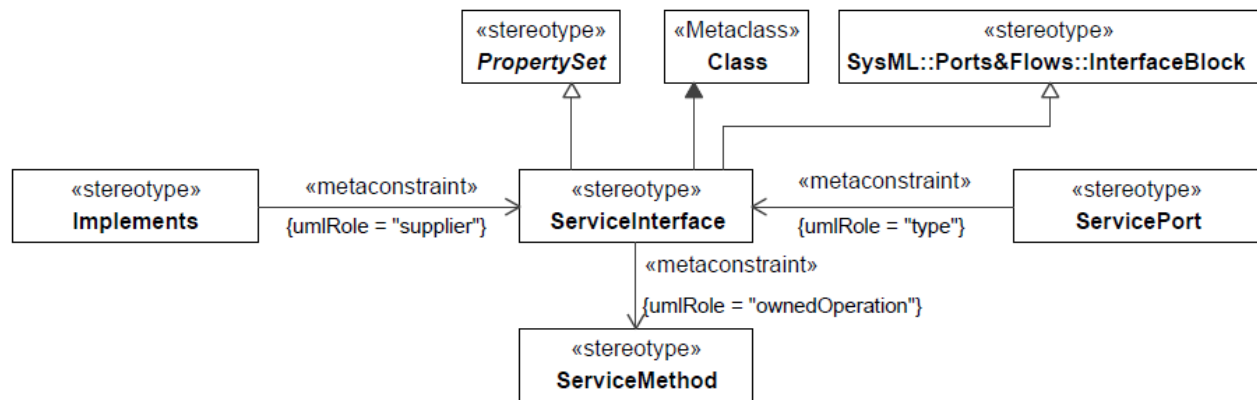 «stereotype»
PropertySet
«Metaclass»
Class
«stereotype»
SysML::Ports&Flows::InterfaceBlock
«stereotype»
Implements
«metaconstraint»
{umlRole = "supplier"}
«stereotype»
ServiceInterface
«metaconstraint»
{umlRole = "type"}
«stereotype»
ServicePort
«metaconstraint»
{umlRole = "ownedOperation"}
«stereotype»
ServiceMethod